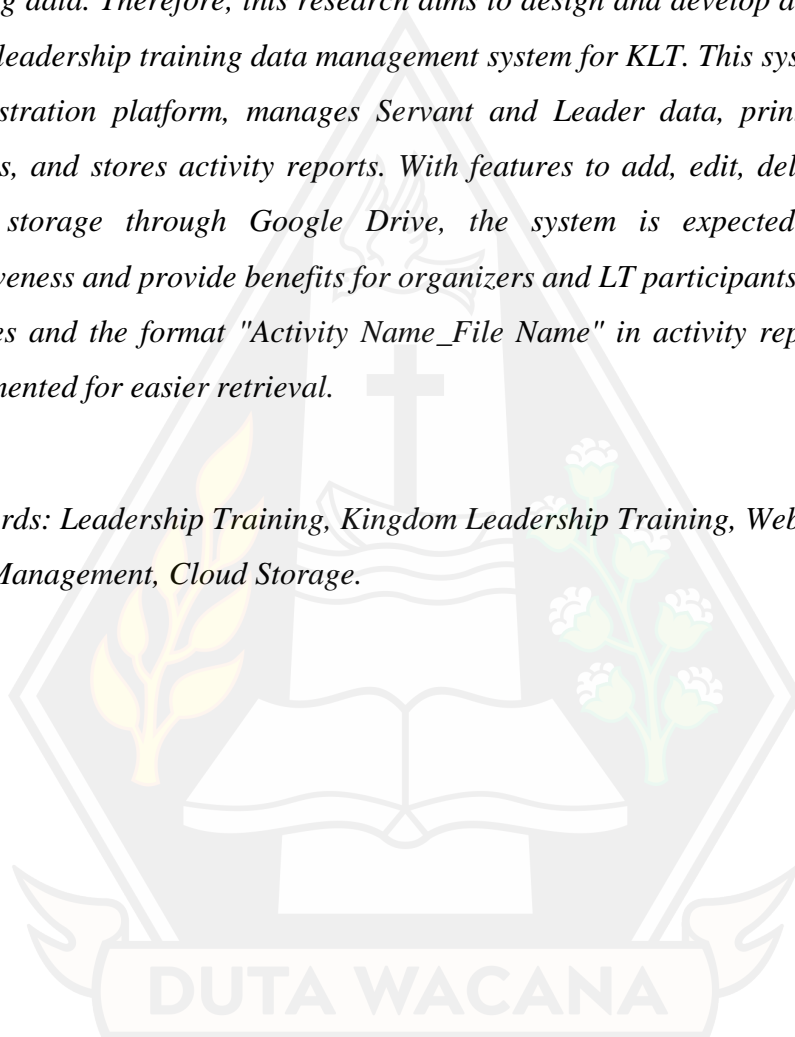 g data. Therefore, this research aims to design and develop a
leadership training data management system for KLT. This sys
stration platform, manages Servant and Leader data, prin
s, and stores activity reports. With features to add, edit, del
storage through Google Drive, the system is expected
veness and provide benefits for organizers and LT participants
es and the format "Activity Name_File Name" in activity rep
mented for easier retrieval.
rds: Leadership Training, Kingdom Leadership Training, Web
Management, Cloud Storage.
DUTA WACANA